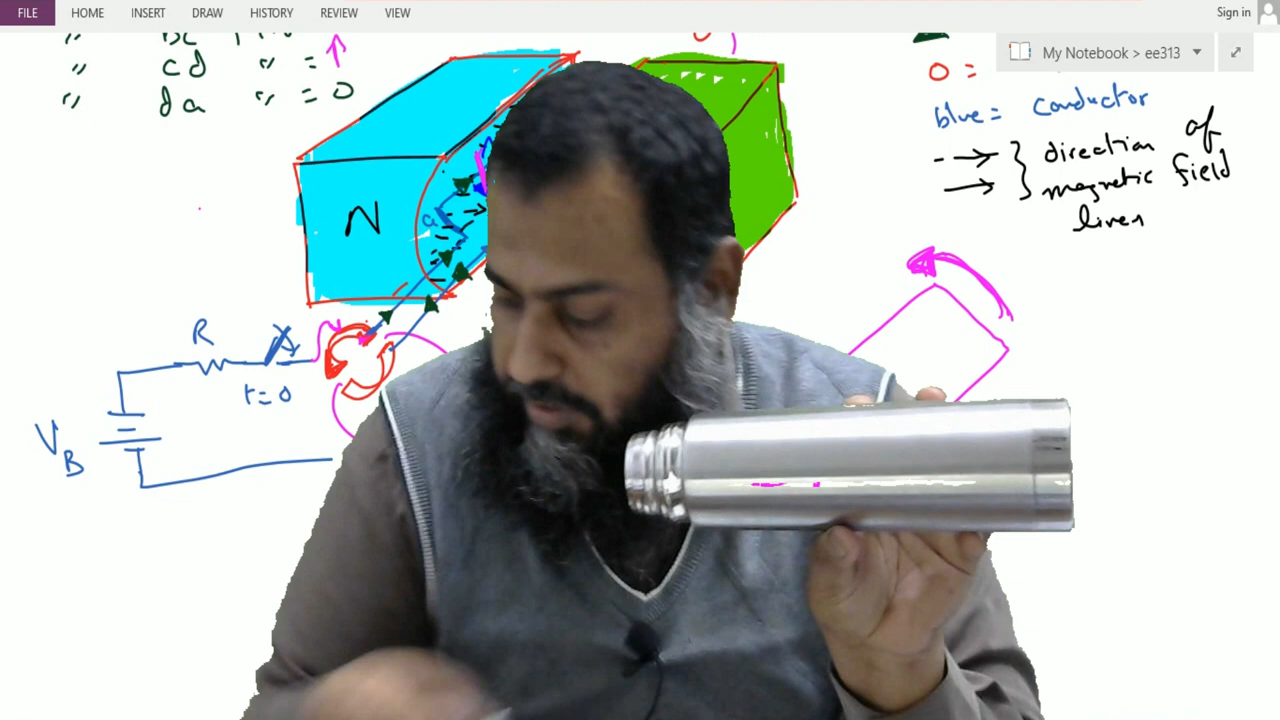 FILE HOME INSERT DRAW HISTORY REVIEW VIEW
Sign in
My Notebook > ee313
" cd " =
" da " = 0
0 =
blue = conductor
direction of
magnetic field
lines
N
a
R
t=0
VB